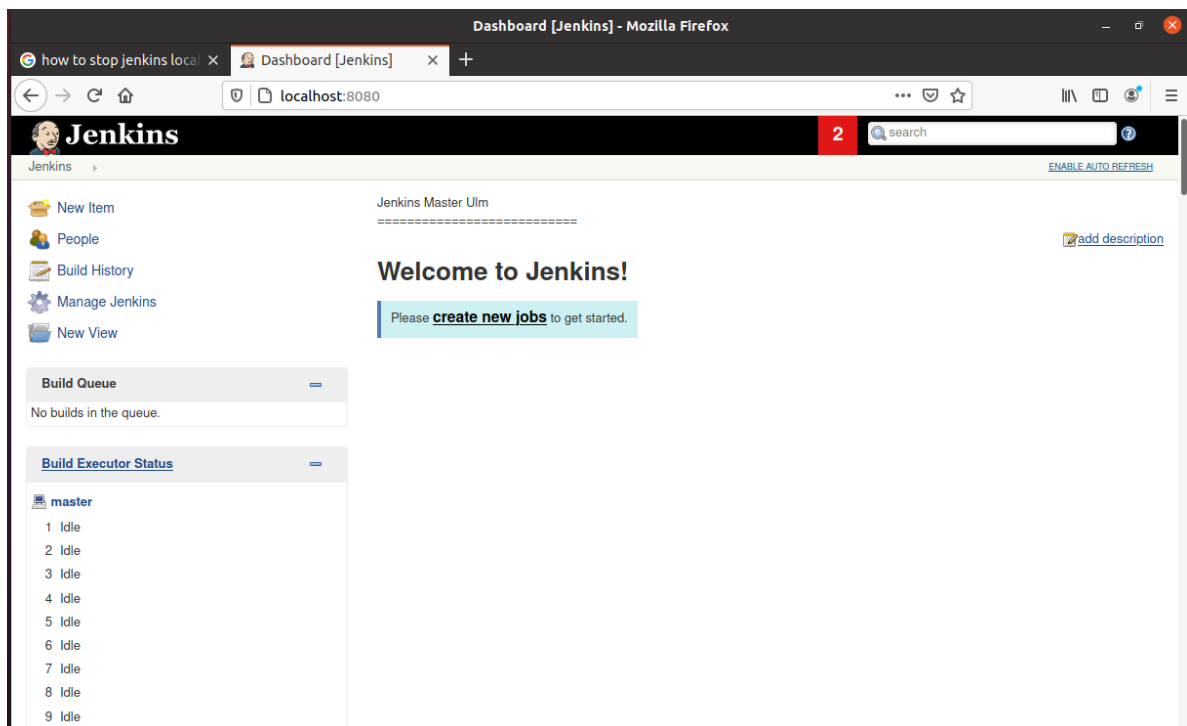 Dashboard [Jenkins] - Mozilla Firefox
how to stop jenkins local
Dashboard [Jenkins]
localhost:8080
Jenkins
2
search
Jenkins
ENABLE AUTO REFRESH
New Item
People
Build History
Manage Jenkins
New View
Jenkins Master Ulm
===========================
add description
Welcome to Jenkins!
Please create new jobs to get started.
Build Queue
No builds in the queue.
Build Executor Status
master
1 Idle
2 Idle
3 Idle
4 Idle
5 Idle
6 Idle
7 Idle
8 Idle
9 Idle